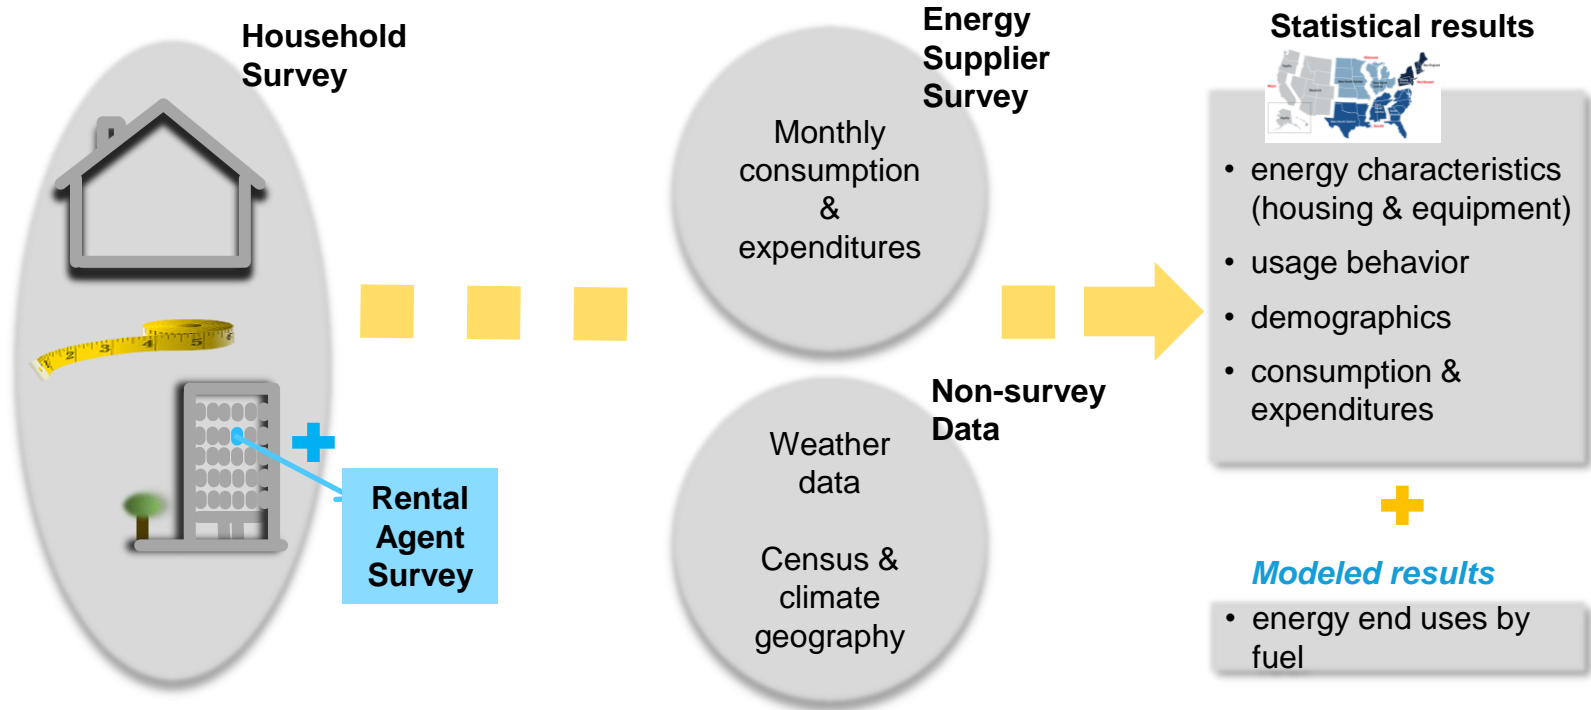 Household
Survey
Rental
Agent
Survey
Energy
Supplier
Survey
Monthly
consumption
&
expenditures
Non-survey
Data
Weather
data
Census &
climate
geography
Statistical results
• energy characteristics
(housing & equipment)
• usage behavior
• demographics
• consumption &
expenditures
Modeled results
• energy end uses by
fuel